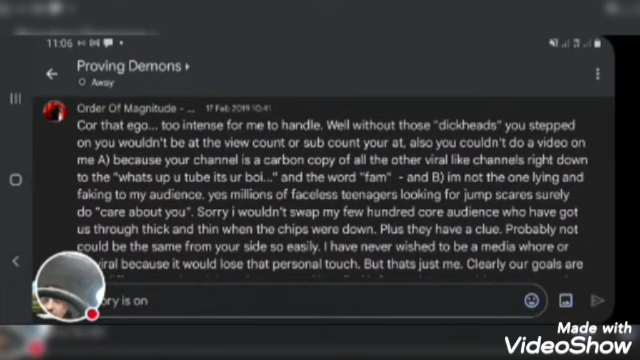 11:06
Proving Demons
Away
Order Of Magnitude - ... 17 Feb 2019 10:41
Cor that ego... too intense for me to handle. Well without those "dickheads" you stepped
on you wouldn't be at the view count or sub count your at, also you couldn't do a video on
me A) because your channel is a carbon copy of all the other viral like channels right down
to the "whats up u tube its ur boi..." and the word "fam" - and B) im not the one lying and
faking to my audience. yes millions of faceless teenagers looking for jump scares surely
do "care about you". Sorry i wouldn't swap my few hundred core audience who have got
us through thick and thin when the chips were down. Plus they have a clue. Probably not
could be the same from your side so easily. I have never wished to be a media whore or
viral because it would lose that personal touch. But thats just me. Clearly our goals are
ory is on
Made with
VideoShow